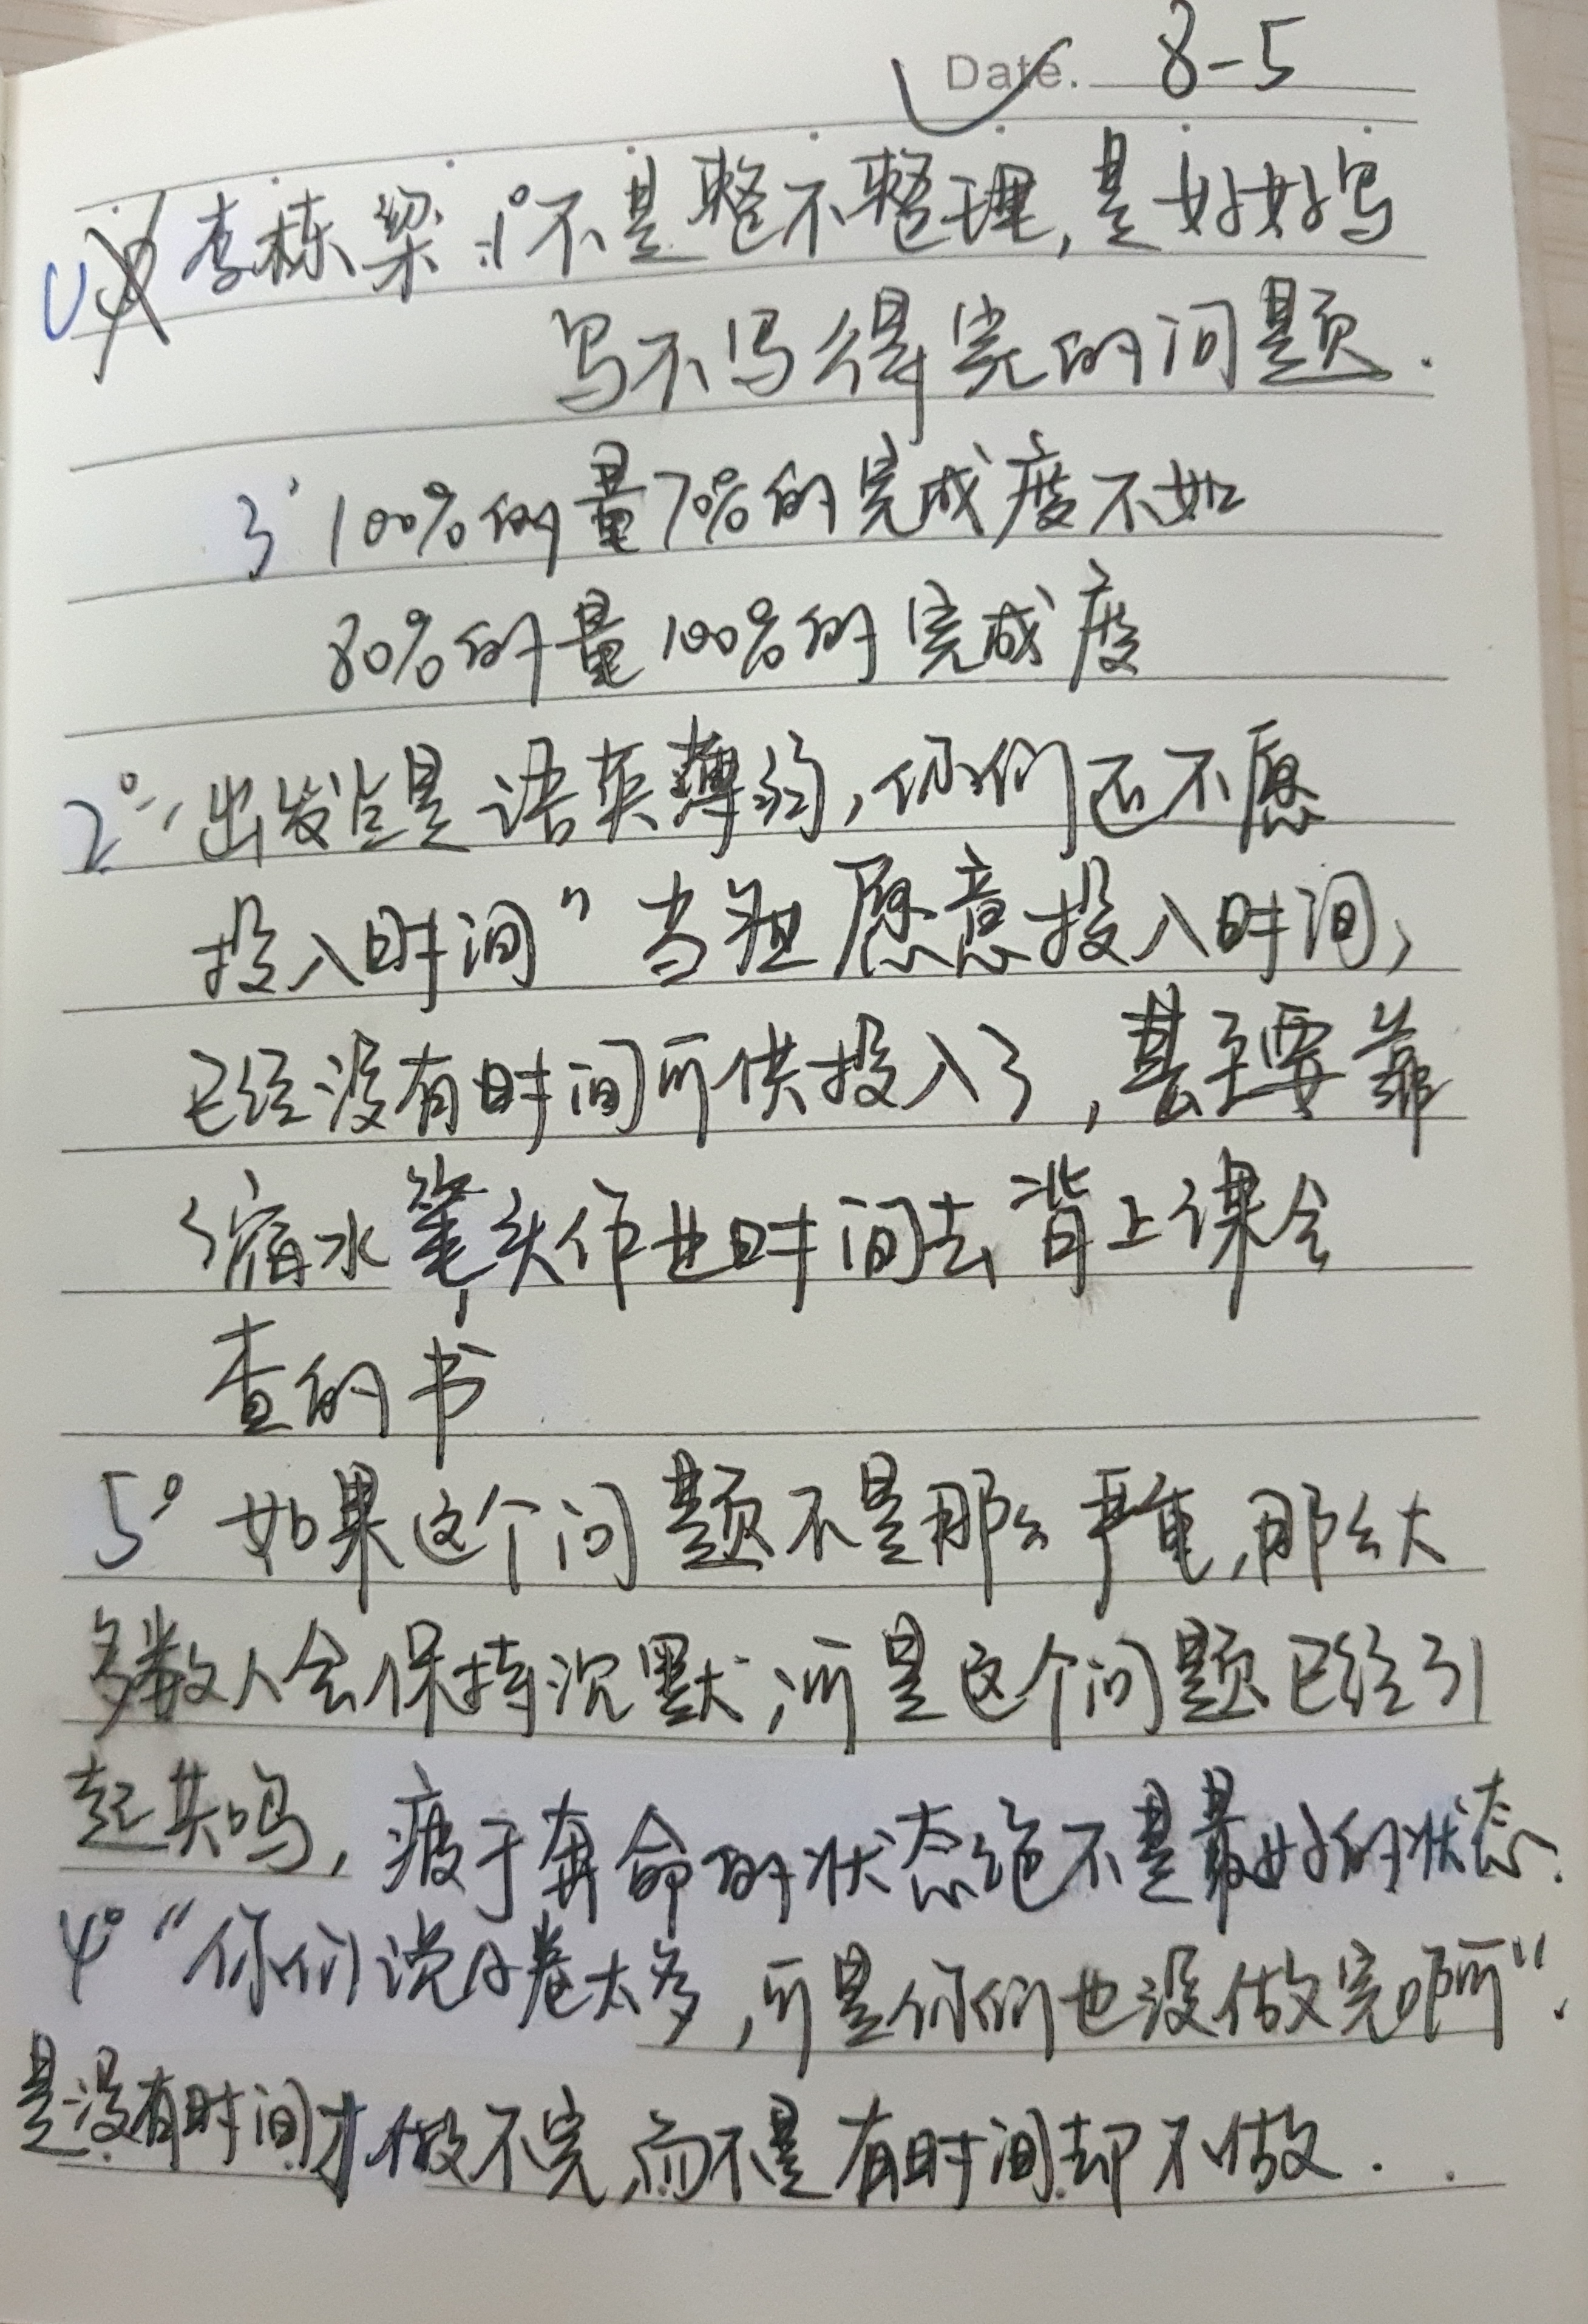 Date. 8-5
李栋梁:1°不是整不整理,是好好写
写不写得完的问题.
3°100%的量70%的完成度不如
80%的量100%的完成度
2°"出发点是语英薄弱,你们还不愿
投入时间"当我愿意投入时间,
已经没有时间可供投入了,甚至要靠
缩水笔头作业时间去背上课会
查的书
5°如果这个问题不是那么严重,那么大
多数人会保持沉默,可是这个问题已经引
起共鸣,疲于奔命的状态绝不是最好的状态.
4°"你们说小卷太多,可是你们也没做完啊".
是没有时间才做不完,而不是有时间却不做.